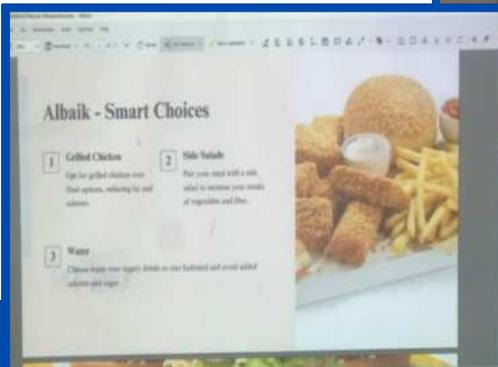 Albaik - Smart Choices
1
Grilled Chicken
Opt for grilled chicken over
fried options, reducing fat and
calories.
2
Side Salads
Pair your meal with a side
salad to increase your intake
of vegetables and fiber.
3
Water
Choose water over sugary drinks to stay hydrated and avoid added
calories and sugar.